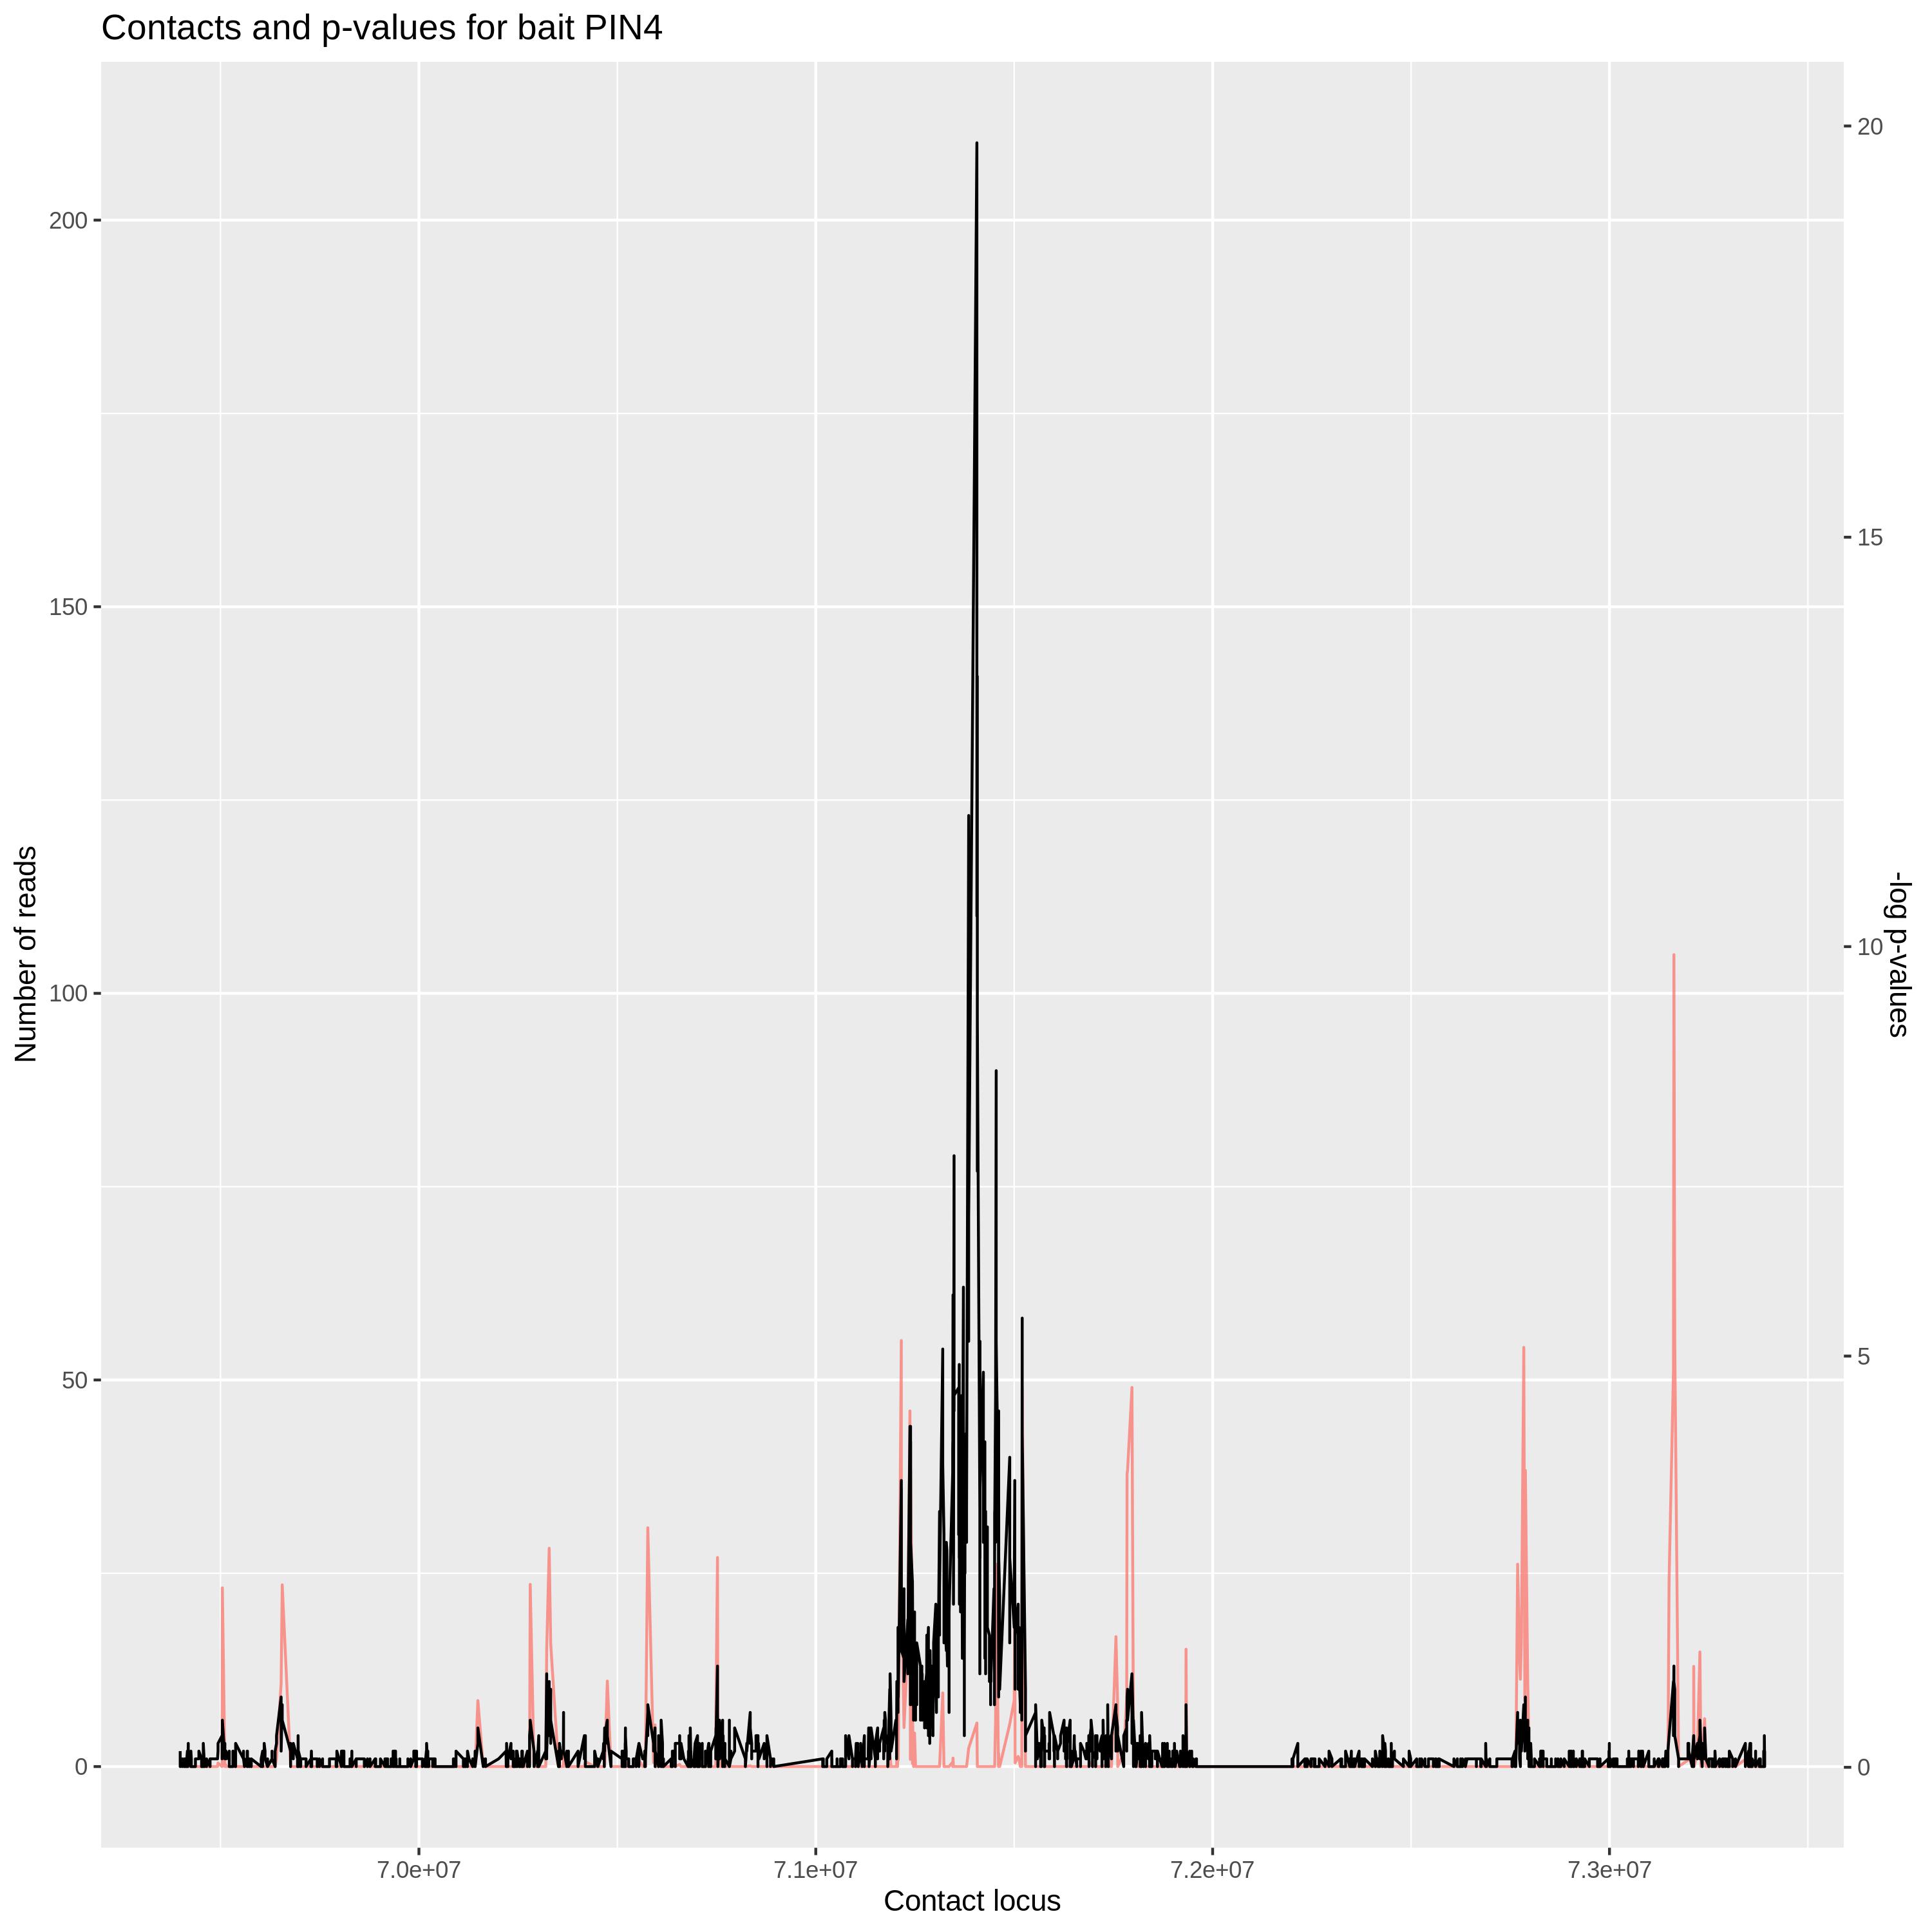 Contacts and p-values for bait PIN4
Number of reads
200
150
100
50
0
20
15
10
5
0
-log p-values
7.0e+07
7.1e+07
7.2e+07
7.3e+07
Contact locus